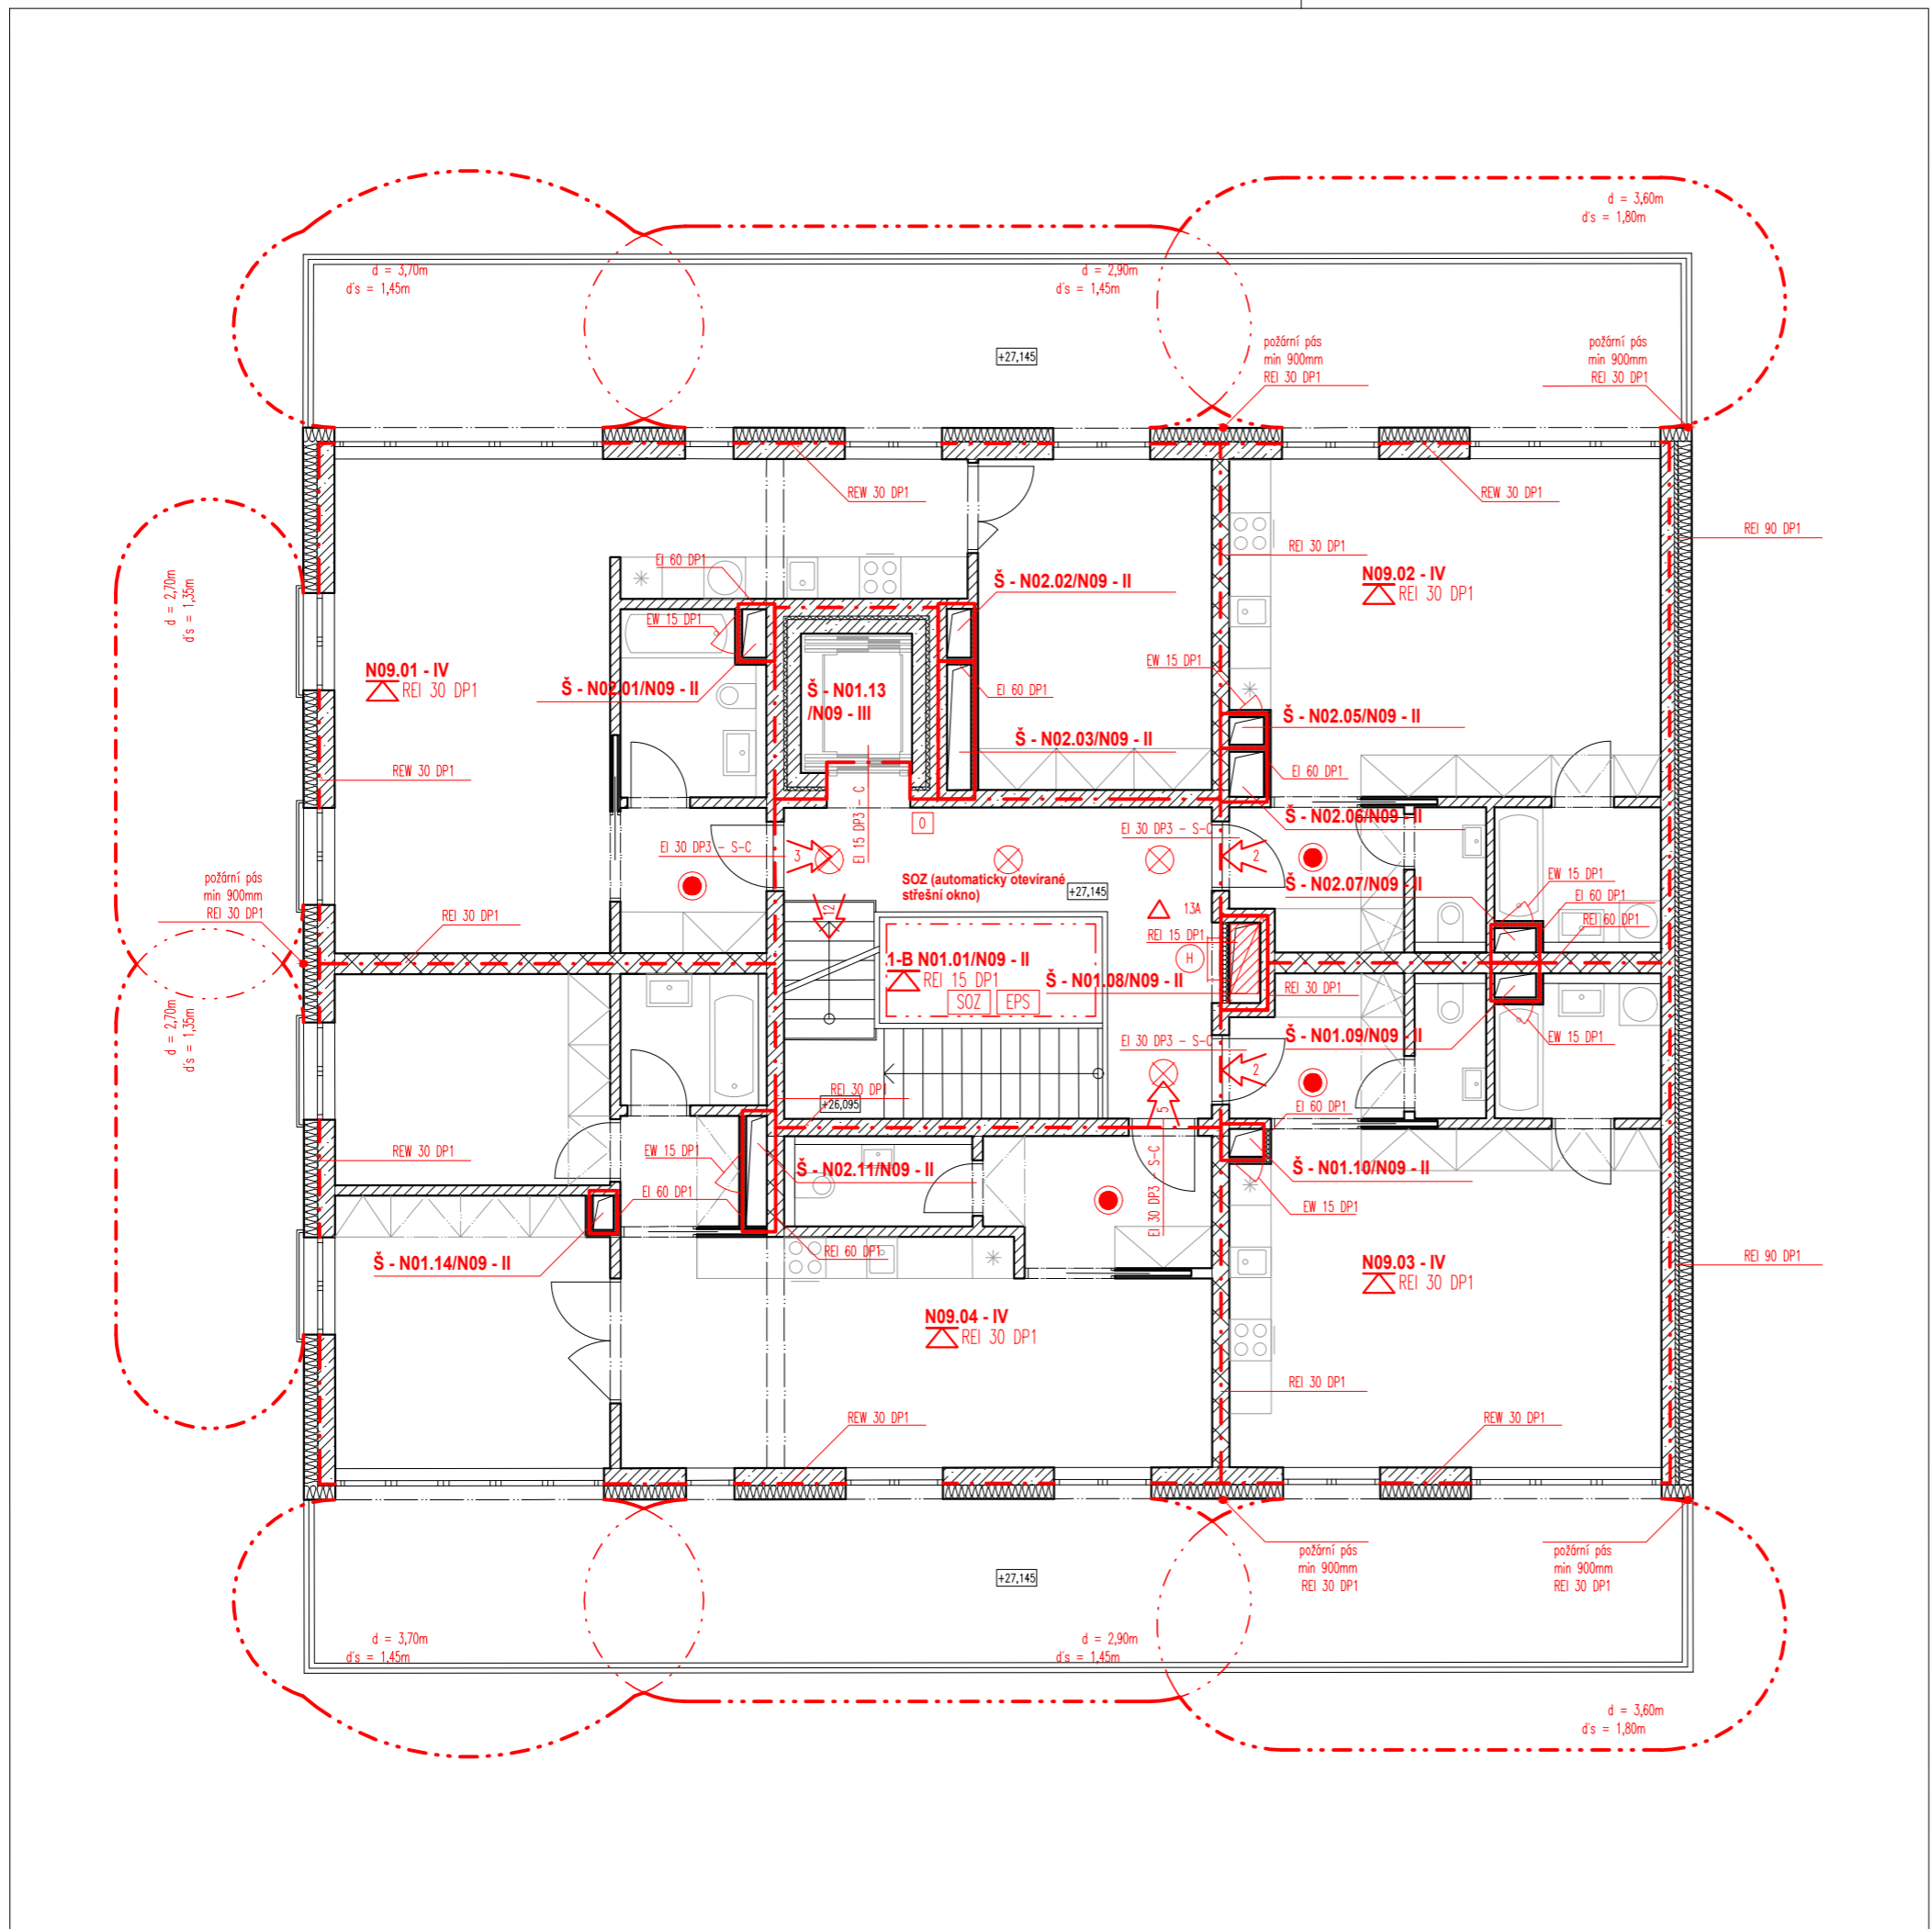 d = 3,60m
d's = 1,80m
d = 3,70m
d's = 1,45m
d = 2,90m
d's = 1,45m
+27,145
požární pás
min 900mm
REI 30 DP1
požární pás
min 900mm
REI 30 DP1
REW 30 DP1
REW 30 DP1
REI 90 DP1
REI 30 DP1
EI 60 DP1
d = 2,70m
d's = 1,35m
Š - N02.02/N09 - II
N09.02 - IV
REI 30 DP1
EW 15 DP1
N09.01 - IV
REI 30 DP1
Š - N02.01/N09 - II
Š - N01.13
/N09 - III
EW 15 DP1
EI 60 DP1
Š - N02.05/N09 - II
Š - N02.03/N09 - II
REW 30 DP1
EI 60 DP1
EI 15 DP3 - C
0
Š - N02.06/N09 - II
EI 30 DP3 - S-C
EI 30 DP3 - S-C
3
2
SOZ (automaticky otevírané
střešní okno)
+27,145
Š - N02.07/N09 - II
EW 15 DP1
EI 60 DP1
požární pás
min 900mm
REI 30 DP1
REI 30 DP1
12
13A
REI 15 DP1
REI 60 DP1
H
1-B N01.01/N09 - II
REI 15 DP1
SOZ
EPS
Š - N01.08/N09 - II
REI 30 DP1
d = 2,70m
d's = 1,35m
EI 30 DP3 - S-C
Š - N01.09/N09 - II
EW 15 DP1
2
REI 30 DP1
+26,095
5
EI 60 DP1
REW 30 DP1
EW 15 DP1
Š - N02.11/N09 - II
EI 30 DP3 - S-C
Š - N01.10/N09 - II
EI 60 DP1
EW 15 DP1
Š - N01.14/N09 - II
REI 60 DP1
N09.03 - IV
REI 30 DP1
REI 90 DP1
N09.04 - IV
REI 30 DP1
REI 30 DP1
REW 30 DP1
REW 30 DP1
požární pás
min 900mm
REI 30 DP1
požární pás
min 900mm
REI 30 DP1
+27,145
d = 3,70m
d's = 1,45m
d = 2,90m
d's = 1,45m
d = 3,60m
d's = 1,80m